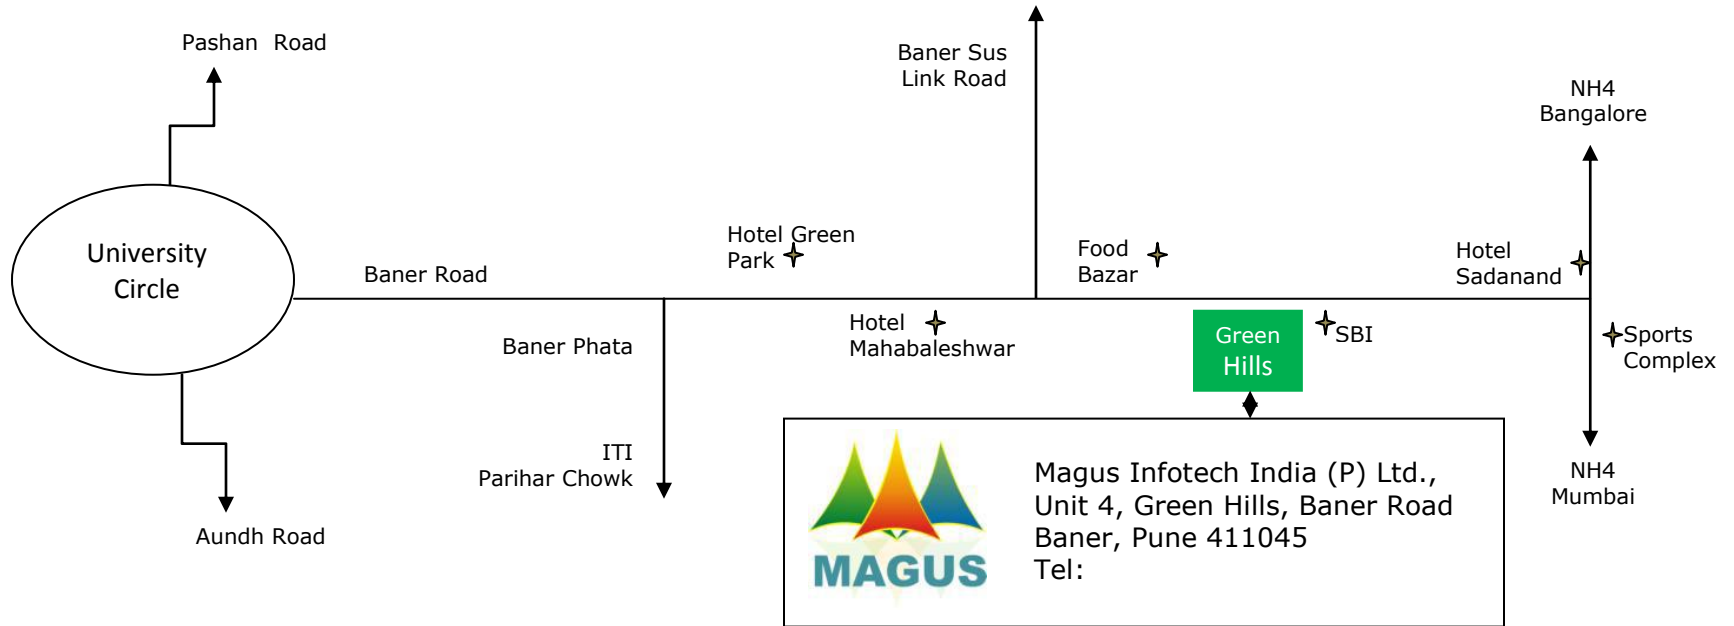 Pashan Road
Baner Sus
Link Road
NH4
Bangalore
University
Circle
Baner Road
Hotel Green
Park
Food
Bazar
Hotel
Sadanand
Baner Phata
Hotel
Mahabaleshwar
Green
Hills
SBI
Sports
Complex
ITI
Parihar Chowk
NH4
Mumbai
Aundh Road
MAGUS
Magus Infotech India (P) Ltd.,
Unit 4, Green Hills, Baner Road
Baner, Pune 411045
Tel: